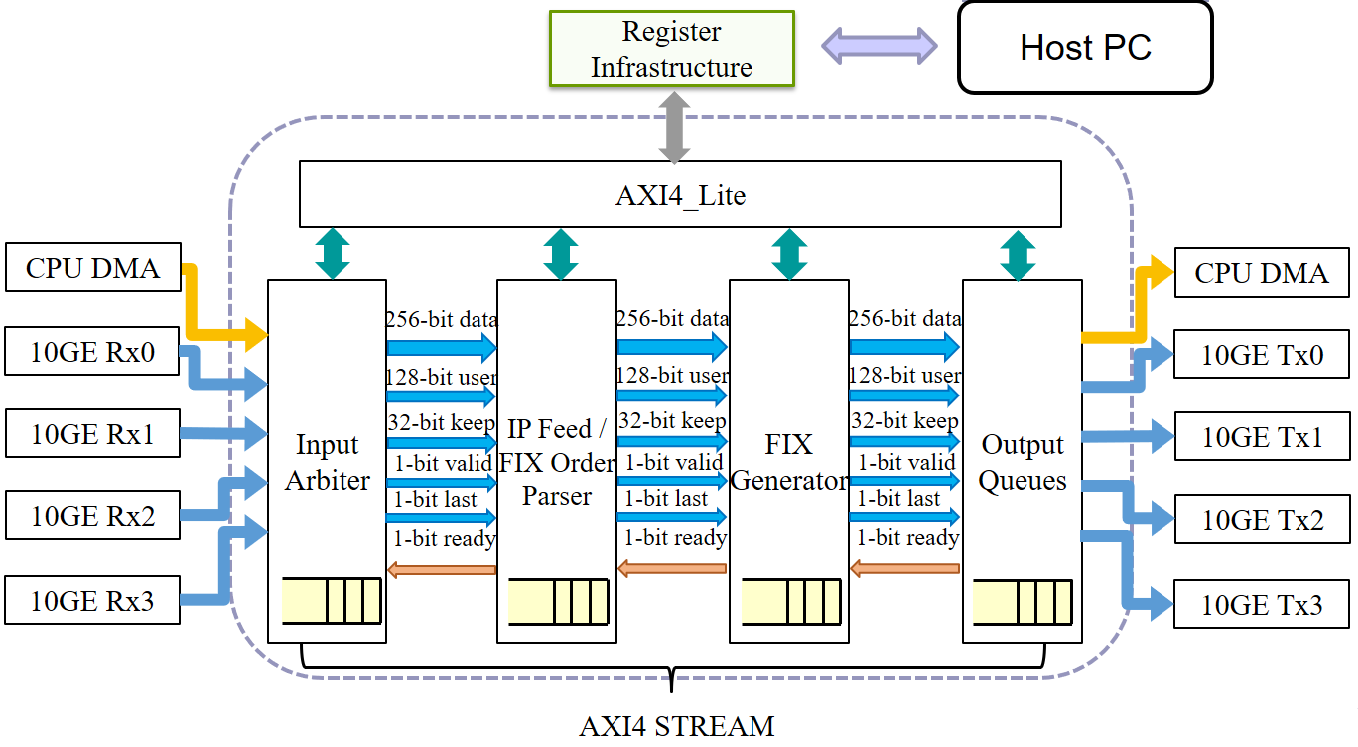 Register
Infrastructure
Host PC
AXI4_Lite
CPU DMA
10GE Rx0
10GE Rx1
10GE Rx2
10GE Rx3
Input
Arbiter
256-bit data
128-bit user
32-bit keep
1-bit valid
1-bit last
1-bit ready
IP Feed /
FIX Order
Parser
256-bit data
128-bit user
32-bit keep
1-bit valid
1-bit last
1-bit ready
FIX
Generator
256-bit data
128-bit user
32-bit keep
1-bit valid
1-bit last
1-bit ready
Output
Queues
CPU DMA
10GE Tx0
10GE Tx1
10GE Tx2
10GE Tx3
AXI4 STREAM